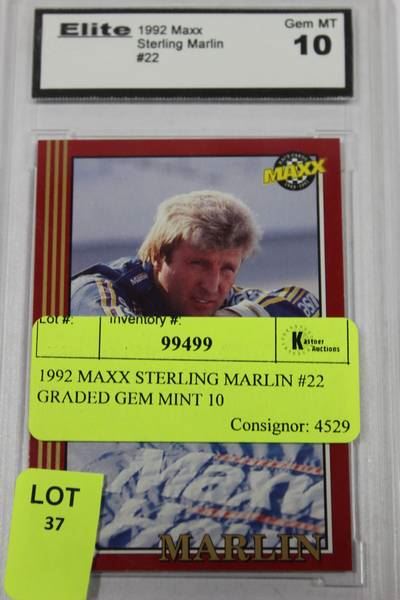 Elite
1992 Maxx
Sterling Marlin
#22
Gem MT
10
MAXX
Lot #:
Inventory #:
99499
Kastner
Auctions
1992 MAXX STERLING MARLIN #22
GRADED GEM MINT 10
Consignor: 4529
LOT
37
Maxx
MARLIN